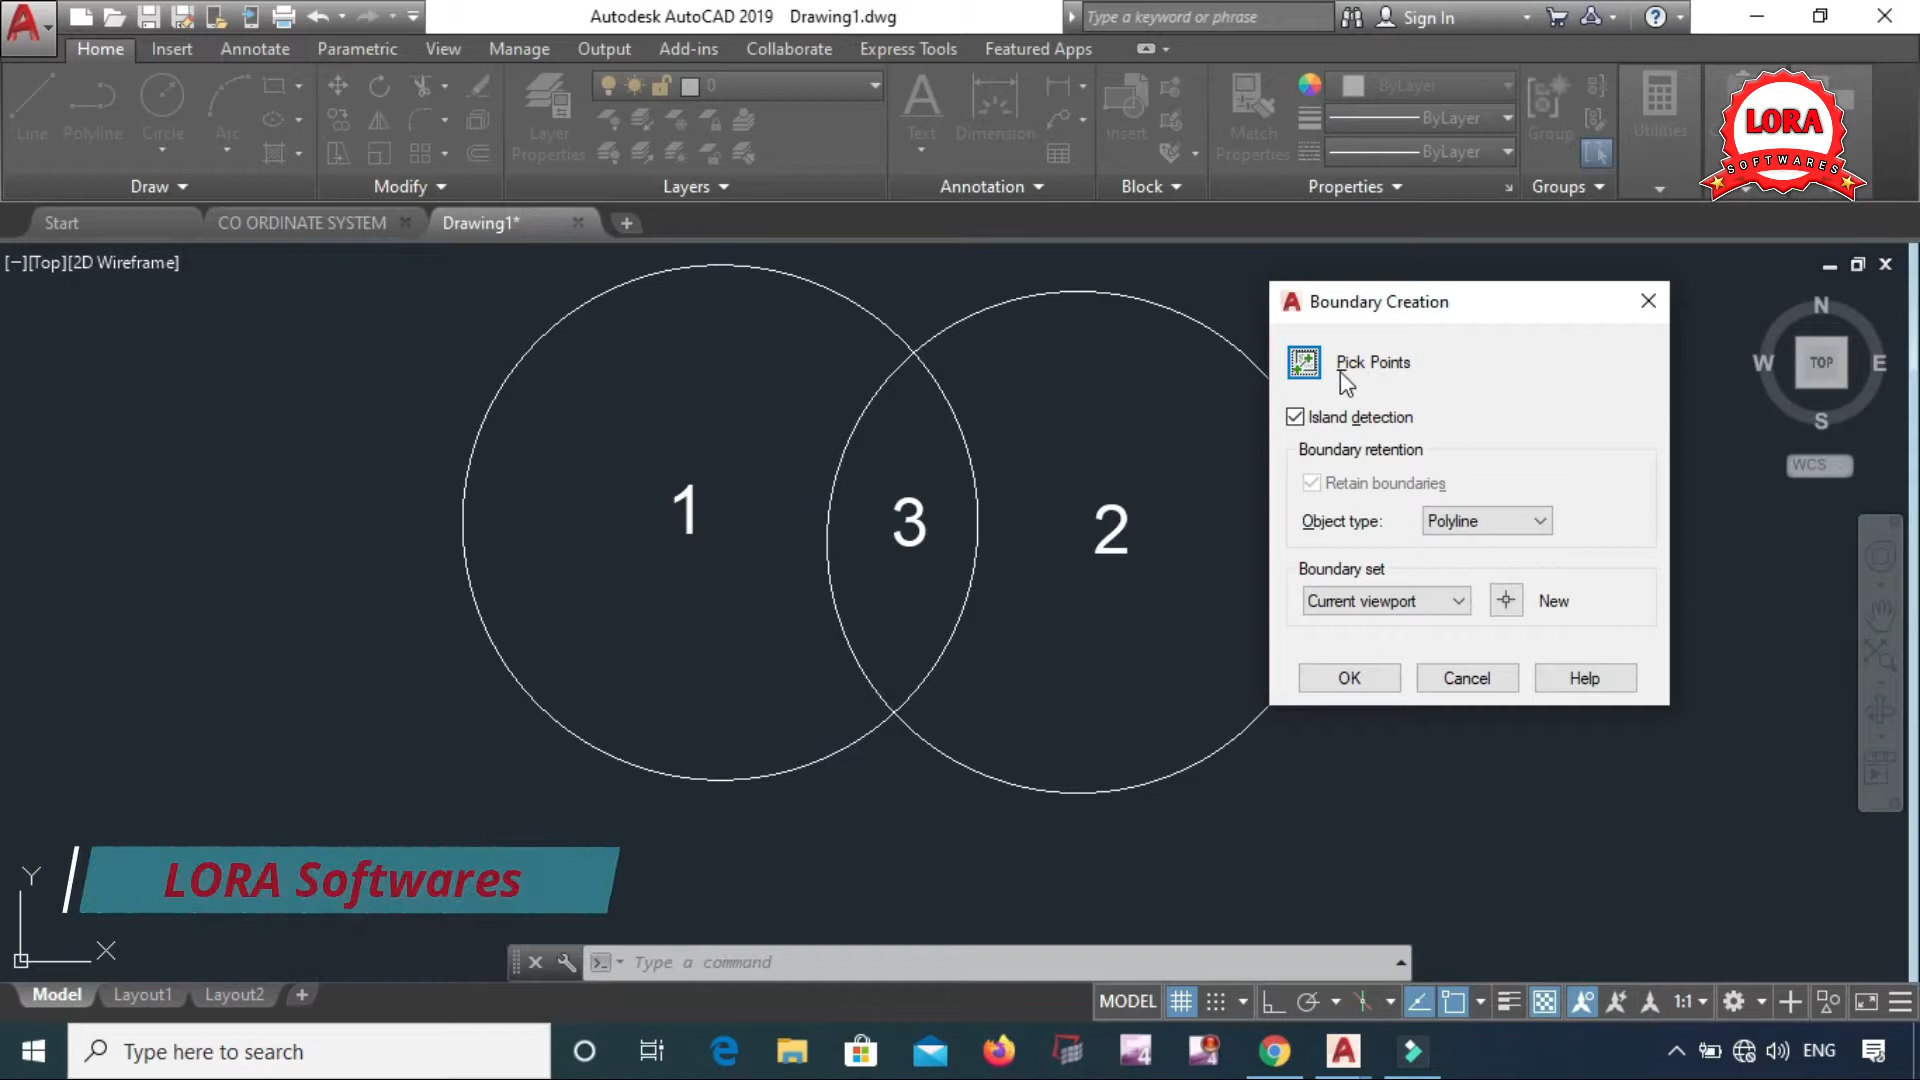 Autodesk AutoCAD 2019 Drawing1.dwg
Type a keyword or phrase
Sign In
Home Insert Annotate Parametric View Manage Output Add-ins Collaborate Express Tools Featured Apps
Line Polyline Circle Arc
Draw
Modify
Layer
Properties
0
Layers
Text
Dimension
Annotation
Insert
Block
Match
Properties
ByLayer
ByLayer
ByLayer
Properties
Group
Groups
Utilities
LORA
SOFTWARES
Start
CO ORDINATE SYSTEM
Drawing1*
[−][Top][2D Wireframe]
1
3
2
Boundary Creation
Pick Points
Island detection
Boundary retention
Retain boundaries
Object type: Polyline
Boundary set
Current viewport New
OK Cancel Help
N
W TOP E
S
WCS
LORA Softwares
Y
X
Type a command
Model Layout1 Layout2
MODEL
1:1
Type here to search
4
4
ENG